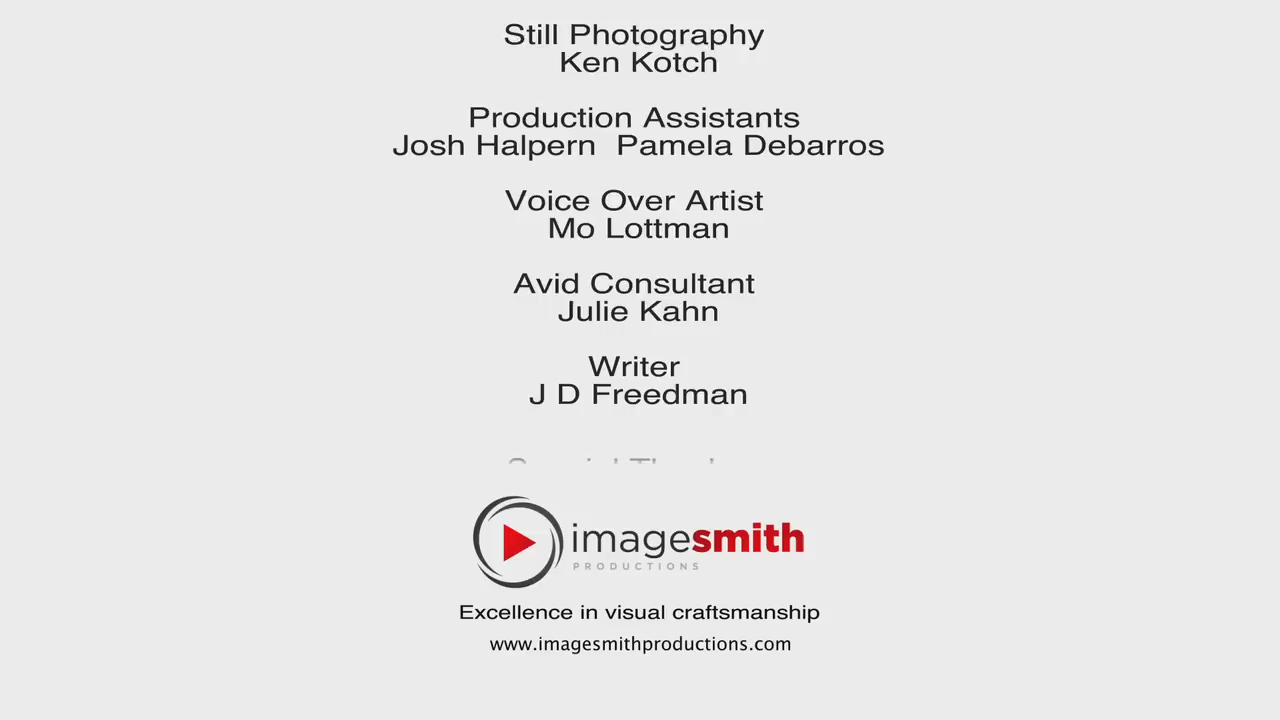 Still Photography
Ken Kotch
Production Assistants
Josh Halpern  Pamela Debarros
Voice Over Artist
Mo Lottman
Avid Consultant
Julie Kahn
Writer
J D Freedman
imagesmith
PRODUCTIONS
Excellence in visual craftsmanship
www.imagesmithproductions.com